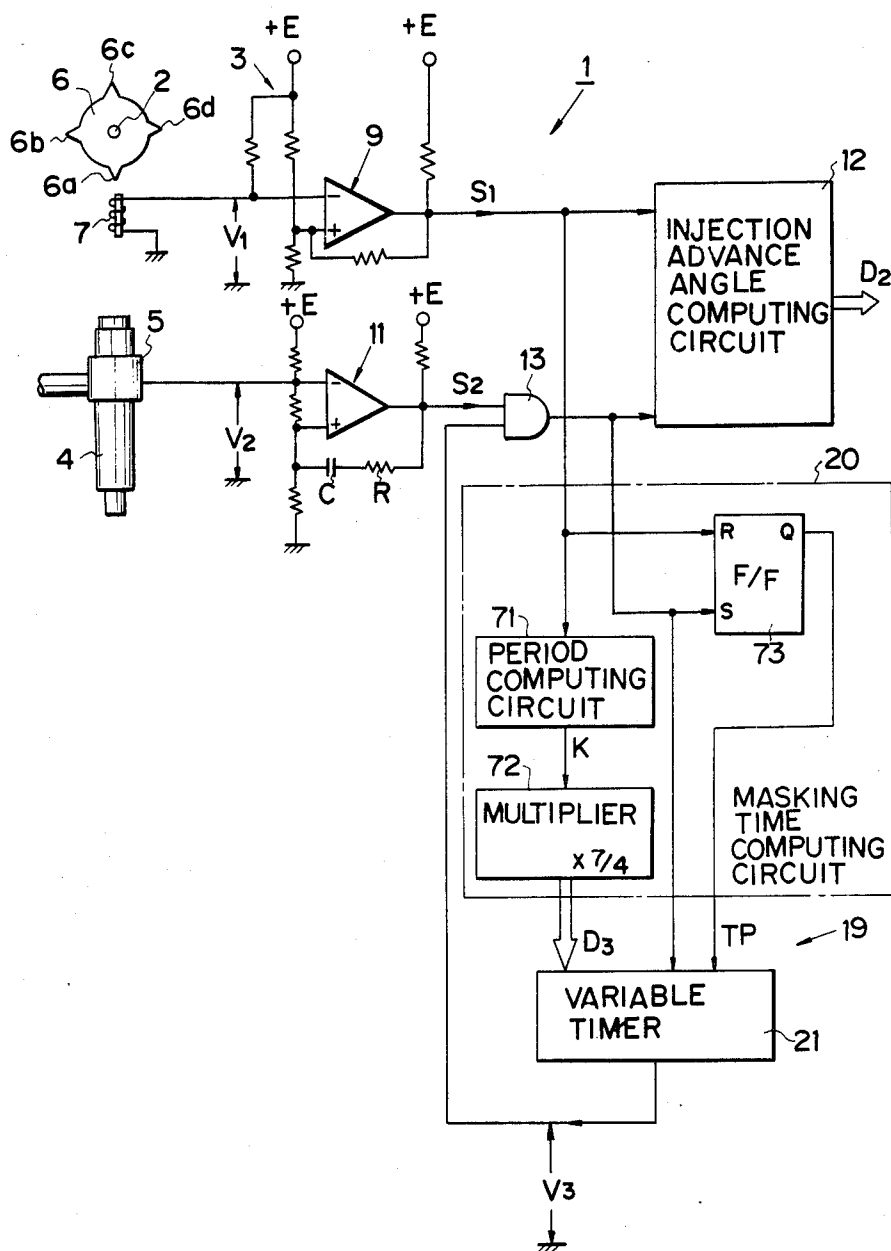 +E
+E
1
6c
3
6
2
6d
6b
6a
9
12
7
V1
S1
INJECTION
ADVANCE
ANGLE
COMPUTING
CIRCUIT
D2
−
+
+E
+E
5
11
13
S2
−
+
V2
4
C
R
20
R
Q
F/F
S
73
71
PERIOD
COMPUTING
CIRCUIT
K
72
MULTIPLIER
x 7/4
MASKING
TIME
COMPUTING
CIRCUIT
D3
TP
19
VARIABLE
TIMER
21
V3